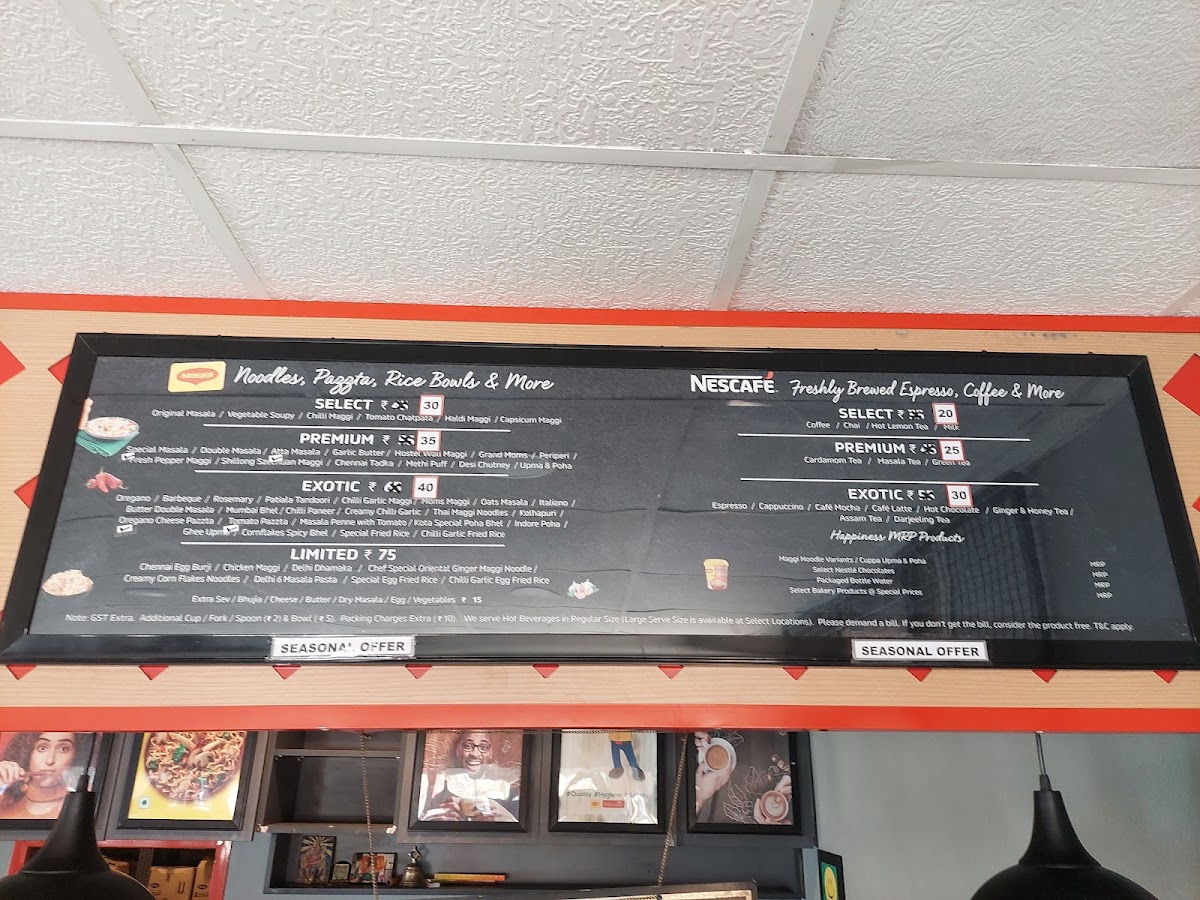 Maggi Noodles, Pazzta, Rice Bowls & More
SELECT ₹ 30
Original Masala / Vegetable Soupy / Chilli Maggi / Tomato Chatpata / Haldi Maggi / Capsicum Maggi
PREMIUM ₹ 55 35
Special Masala / Double Masala / Atta Masala / Garlic Butter / Hostel Wali Maggi / Grand Moms / Periperi /
Fresh Pepper Maggi / Shillong Szechuan Maggi / Chennai Tadka / Methi Puff / Desi Chutney / Upma & Poha
EXOTIC ₹ 65 40
Oregano / Barbeque / Rosemary / Patiala Tandoori / Chilli Garlic Maggi / Moms Maggi / Oats Masala / Italiano /
Butter Double Masala / Mumbai Bhel / Chilli Paneer / Creamy Chilli Garlic / Thai Maggi Noodles / Kolhapuri /
Oregano Cheese Pazzta / Tomato Pazzta / Masala Penne with Tomato / Kota Special Poha Bhel / Indore Poha /
Ghee Upma / Cornflakes Spicy Bhel / Special Fried Rice / Chilli Garlic Fried Rice
LIMITED ₹ 75
Chennai Egg Burji / Chicken Maggi / Delhi Dhamaka / Chef Special Oriental Ginger Maggi Noodle /
Creamy Corn Flakes Noodles / Delhi 6 Masala Pasta / Special Egg Fried Rice / Chilli Garlic Egg Fried Rice
Extra Sev / Bhujia / Cheese / Butter / Dry Masala / Egg / Vegetables ₹ 15
NESCAFÉ Freshly Brewed Espresso, Coffee & More
SELECT ₹ 20
Coffee / Chai / Hot Lemon Tea / Milk
PREMIUM ₹ 25
Cardamom Tea / Masala Tea / Green Tea
EXOTIC ₹ 55 30
Espresso / Cappuccino / Café Mocha / Café Latte / Hot Chocolate / Ginger & Honey Tea /
Assam Tea / Darjeeling Tea
Happiness MRP Products
Maggi Noodle Variants / Cuppa Upma & Poha MRP
Select Nestlé Chocolates MRP
Packaged Bottle Water MRP
Select Bakery Products @ Special Prices MRP
Note: GST Extra. Additional Cup / Fork / Spoon (₹ 2) & Bowl (₹ 5). Packing Charges Extra (₹ 10). We serve Hot Beverages in Regular Size (Large Serve Size is available at Select Locations). Please demand a bill. If you don't get the bill, consider the product free. T&C apply.
SEASONAL OFFER
SEASONAL OFFER
#Quality #Hygiene